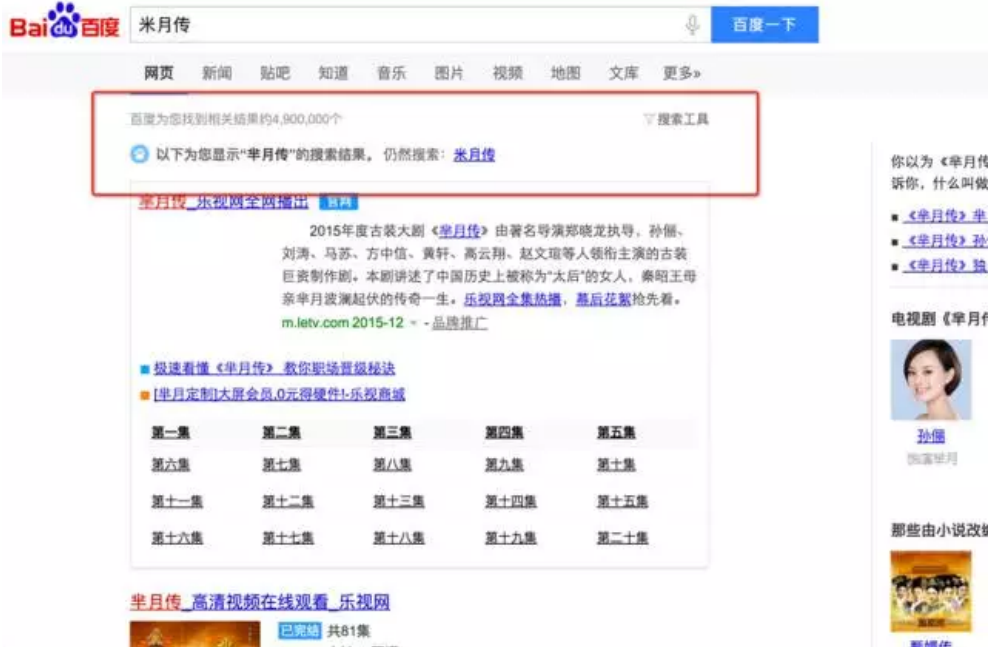 Bai du 百度
米月传
百度一下
网页 新闻 贴吧 知道 音乐 图片 视频 地图 文库 更多»
百度为您找到相关结果约4,900,000个
搜索工具
以下为您显示“芈月传”的搜索结果。 仍然搜索: 米月传
芈月传_乐视网全网播出 官网
2015年度古装大剧《芈月传》由著名导演郑晓龙执导,孙俪、
刘涛、马苏、方中信、黄轩、高云翔、赵文瑄等人领衔主演的古装
巨资制作剧。本剧讲述了中国历史上被称为“太后”的女人,秦昭王母
亲芈月波澜起伏的传奇一生。乐视网全集热播,幕后花絮抢先看。
m.letv.com 2015-12 - 品牌推广
极速看懂《芈月传》 教你职场晋级秘诀
[芈月定制]大屏会员,0元得硬件!-乐视商城
第一集 第二集 第三集 第四集 第五集
第六集 第七集 第八集 第九集 第十集
第十一集 第十二集 第十三集 第十四集 第十五集
第十六集 第十七集 第十八集 第十九集 第二十集
芈月传_高清视频在线观看_乐视网
已完结 共81集
你以为《芈月传
诉你,什么叫做
《芈月传》芈
《芈月传》孙
《芈月传》独
电视剧《芈月传
孙俪
饰演芈月
那些由小说改编